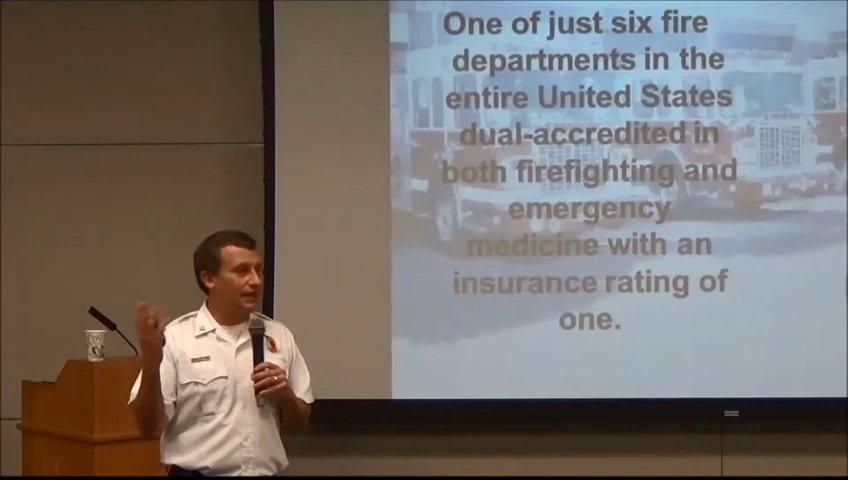 One of just six fire
departments in the
entire United States
dual-accredited in
both firefighting and
emergency
medicine with an
insurance rating of
one.